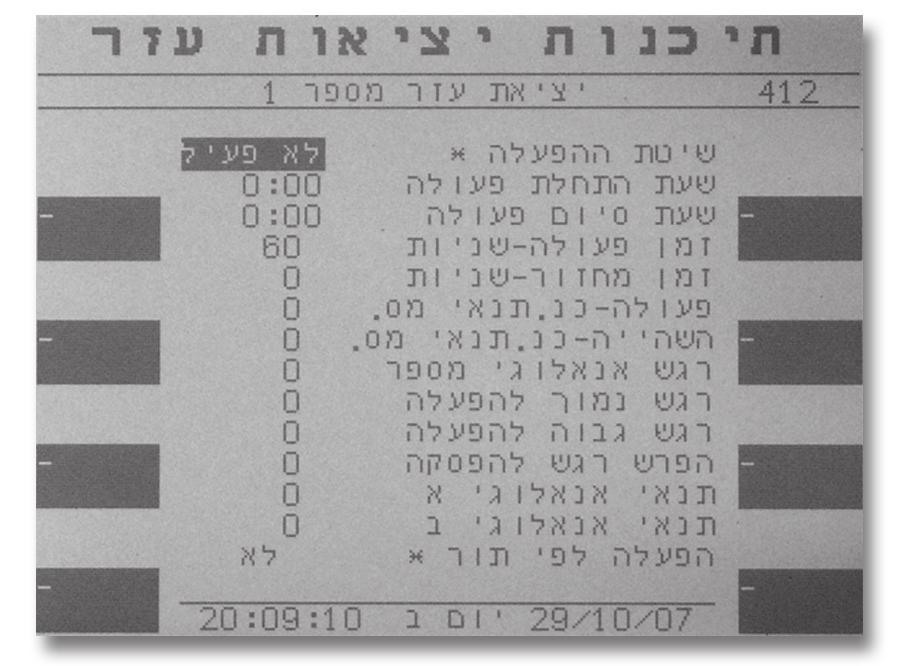 תיכנות יציאות עזר
412 יציאת עזר מספר 1
שיטת ההפעלה * לא פעיל
שעת התחלת פעולה 0:00
שעת סיום פעולה 0:00
זמן פעולה-שניות 60
זמן מחזור-שניות 0
פעולה-כנ.תנאי מס. 0
השהייה-כנ.תנאי מס. 0
רגש אנאלוגי מספר 0
רגש נמוך להפעלה 0
רגש גבוה להפעלה 0
הפרש רגש להפסקה 0
תנאי אנאלוגי א 0
תנאי אנאלוגי ב 0
הפעלה לפי תור * לא
29/10/07 יום ב 20:09:10